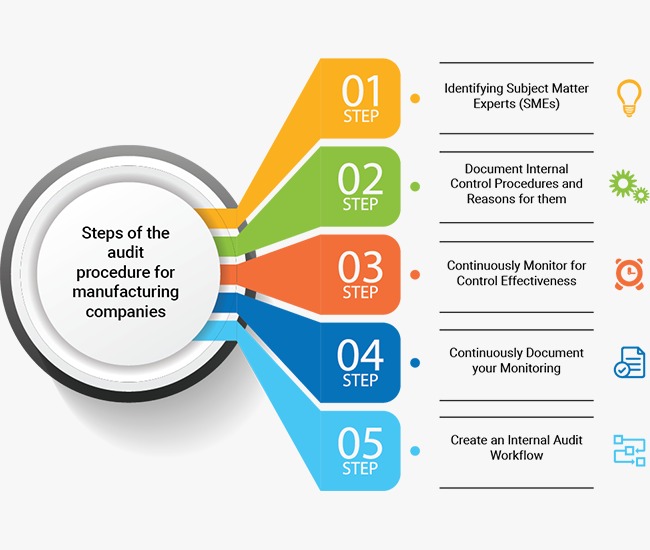 Steps of the
audit
procedure for
manufacturing
companies
01
STEP
Identifying Subject Matter
Experts (SMEs)
02
STEP
Document Internal
Control Procedures and
Reasons for them
03
STEP
Continuously Monitor for
Control Effectiveness
04
STEP
Continuously Document
your Monitoring
05
STEP
Create an Internal Audit
Workflow